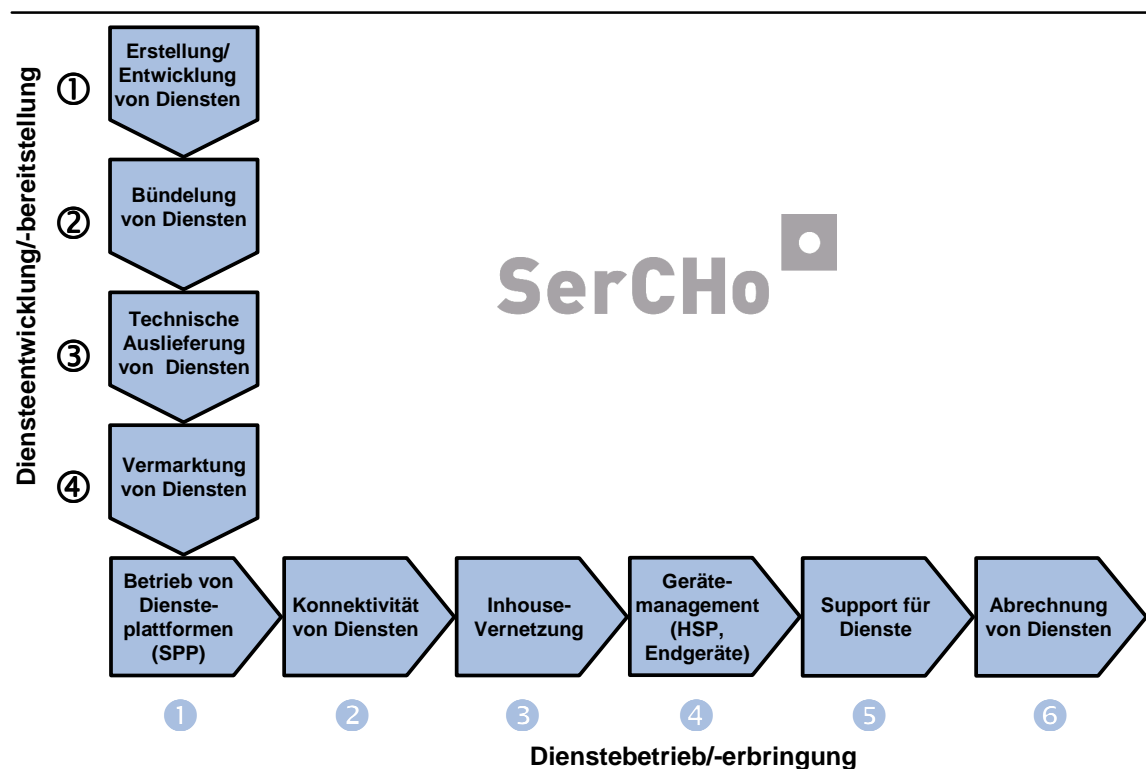 Diensteentwicklung/-bereitstellung
①
Erstellung/
Entwicklung
von Diensten
②
Bündelung
von Diensten
SerCHo
③
Technische
Auslieferung
von Diensten
④
Vermarktung
von Diensten
Betrieb von
Dienste-
plattformen
(SPP)
Konnektivität
von Diensten
Inhouse-
Vernetzung
Geräte-
management
(HSP,
Endgeräte)
Support für
Dienste
Abrechnung
von Diensten
1
2
3
4
5
6
Dienstebetrieb/-erbringung